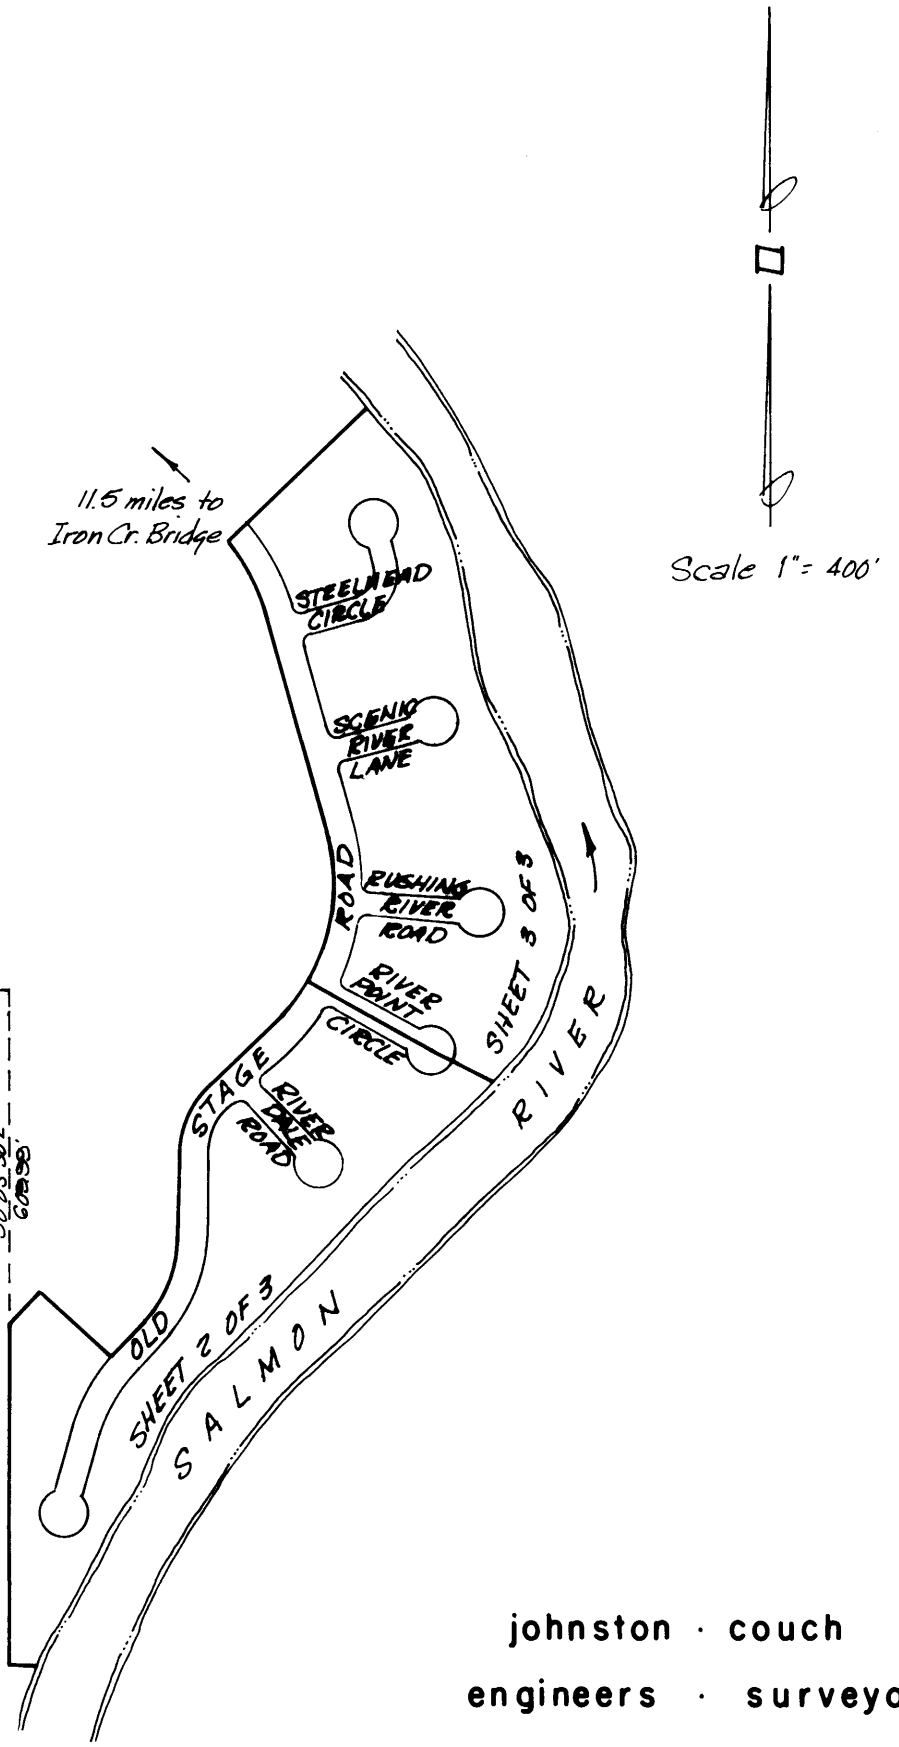 11.5 miles to
Iron Cr. Bridge
Scale 1"= 400'
STEELHEAD
CIRCLE
SCENIC
RIVER
LANE
RUSHING
RIVER
ROAD
ROAD
RIVER
POINT
CIRCLE
SHEET 3 OF 3
RIVER
STAGE
RIVER
DALE
ROAD
OLD
SHEET 2 OF 3
SALMON
johnston · couch
engineers · surveyo